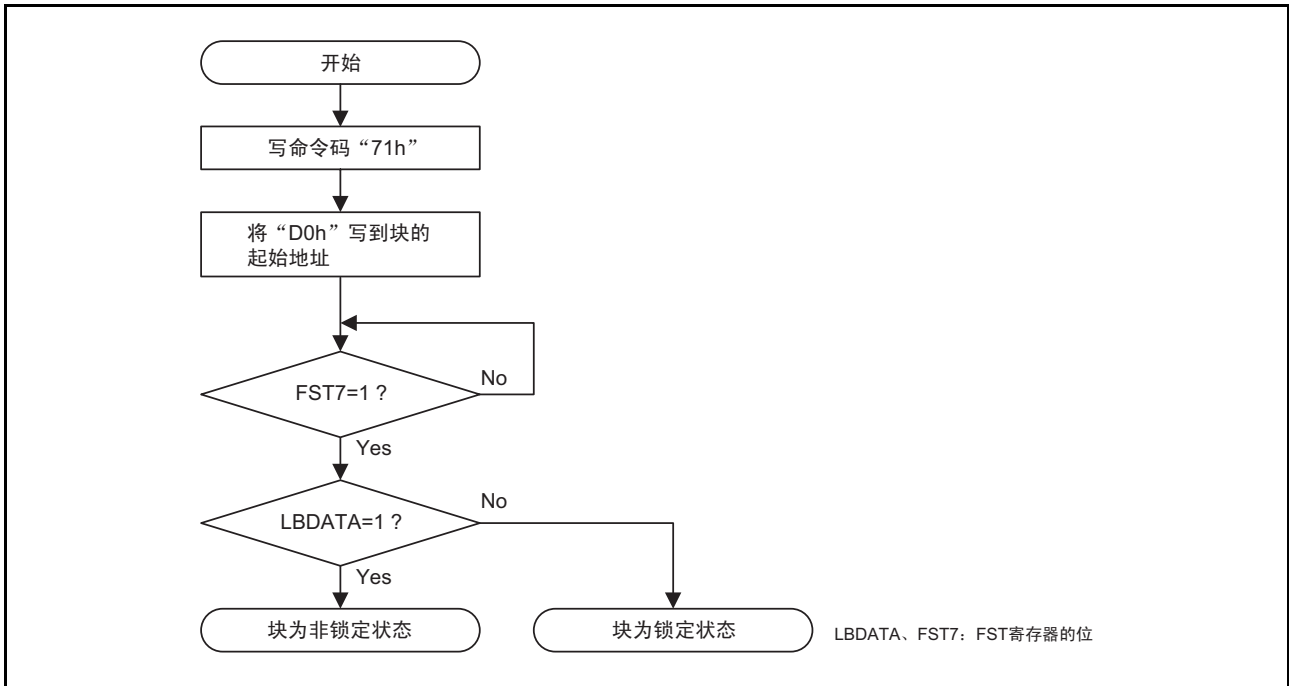 开始
写命令码“71h”
将“D0h”写到块的
起始地址
FST7=1 ?
No
Yes
LBDATA=1 ?
No
Yes
块为非锁定状态
块为锁定状态
LBDATA、FST7：FST寄存器的位